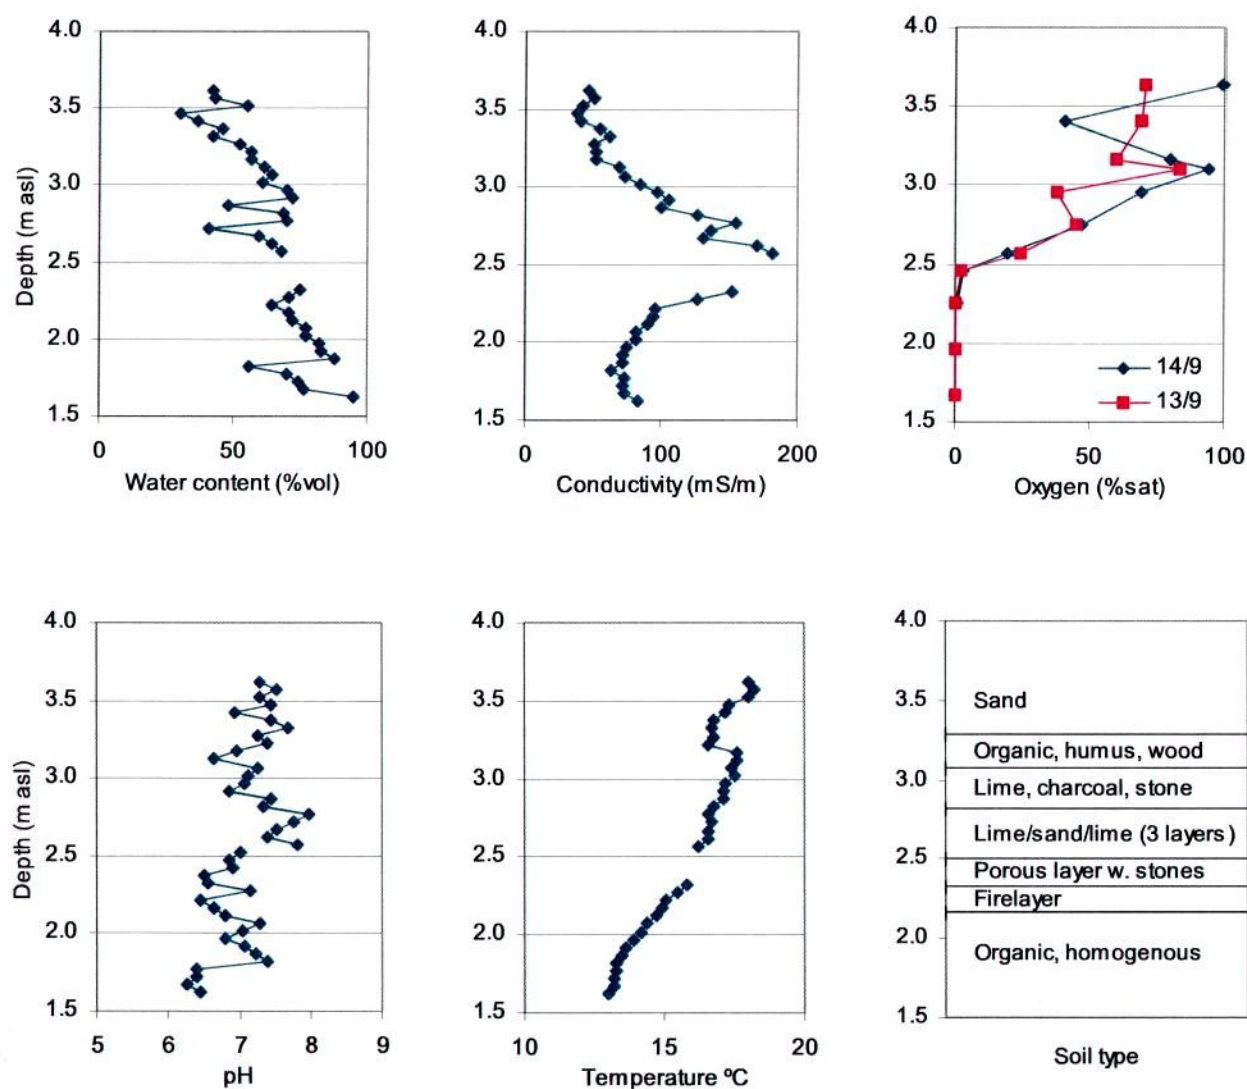 4.0
3.5
3.0
2.5
2.0
1.5
Depth (m asl)
0 50 100
Water content (%vol)
4.0
3.5
3.0
2.5
2.0
1.5
0 100 200
Conductivity (mS/m)
4.0
3.5
3.0
2.5
2.0
1.5
14/9
13/9
0 50 100
Oxygen (%sat)
4.0
3.5
3.0
2.5
2.0
1.5
Depth (m asl)
5 6 7 8 9
pH
4.0
3.5
3.0
2.5
2.0
1.5
10 15 20
Temperature ºC
4.0
3.5
3.0
2.5
2.0
1.5
Sand
Organic, humus, wood
Lime, charcoal, stone
Lime/sand/lime (3 layers)
Porous layer w. stones
Firelayer
Organic, homogenous
Soil type